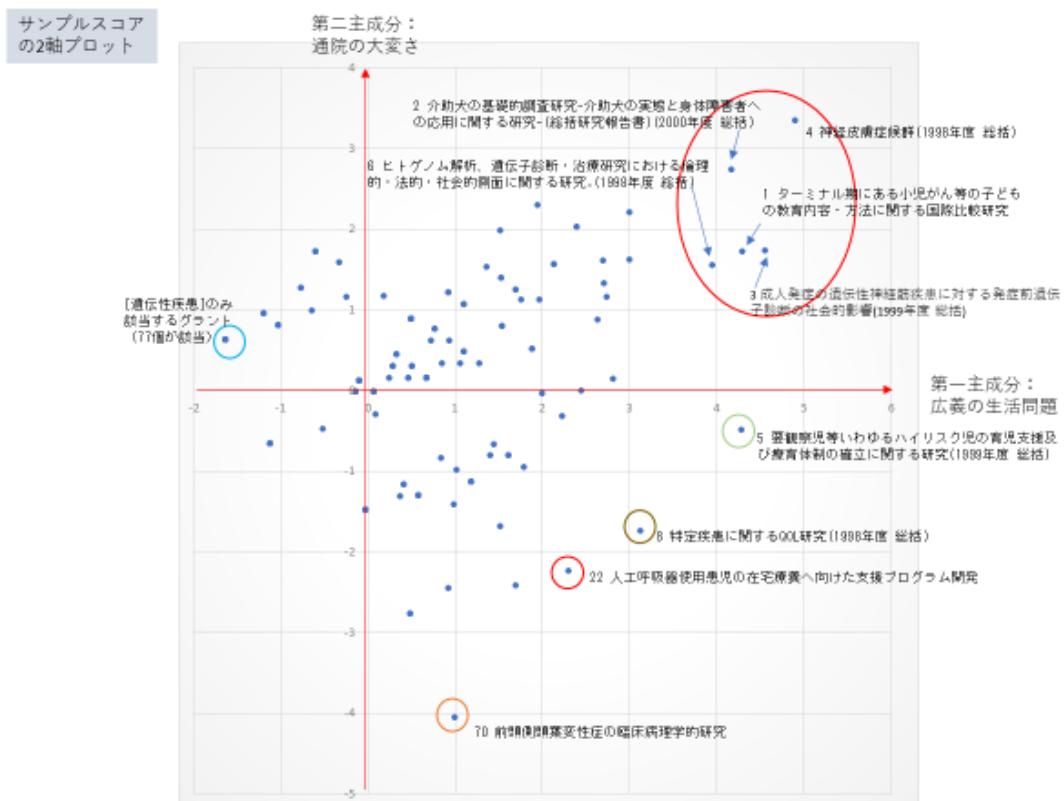 サンプルスコア
の2軸プロット
第二主成分：
通院の大変さ
2 介助犬の基礎的調査研究-介助犬の実態と身体障害者へ
の応用に関する研究-(総括研究報告書)(2000年度 総括)
4 神経皮膚症候群(1998年度 総括)
6 ヒトゲノム解析、遺伝子診断・治療研究における倫理
的・法的・社会的側面に関する研究。(1998年度 総括)
1 ターミナル期にある小児がん等の子ども
の教育内容・方法に関する国際比較研究
3 成人発症の遺伝性神経筋疾患に対する発症前遺伝
子診断の社会的影響(1999年度 総括)
[遺伝性疾患]のみ
該当するグラント
(77個が該当)
第一主成分：
広義の生活問題
5 要観察児等いわゆるハイリスク児の育児支援及
び療育体制の確立に関する研究(1999年度 総括)
8 特定疾患に関するQOL研究(1998年度 総括)
22 人工呼吸器使用患児の在宅療養へ向けた支援プログラム開発
70 前頭側頭葉変性症の臨床病理学的研究
4
3
2
1
0
-1
-2
-3
-4
-5
-2
-1
0
1
2
3
4
5
6